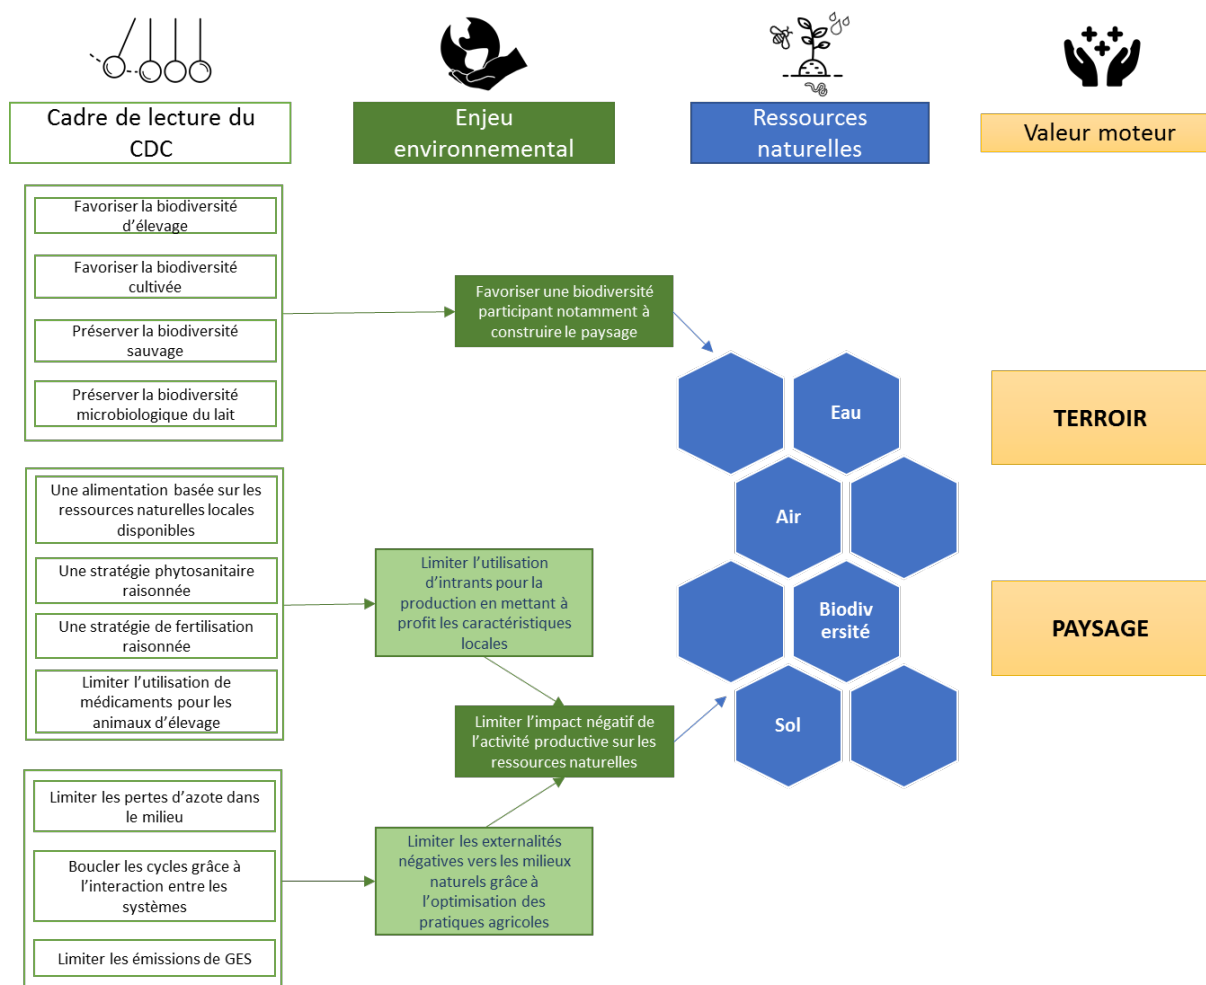 Cadre de lecture du
CDC
Enjeu
environnemental
Ressources
naturelles
Valeur moteur
Favoriser la biodiversité
d’élevage
Favoriser la biodiversité
cultivée
Préserver la biodiversité
sauvage
Préserver la biodiversité
microbiologique du lait
Favoriser une biodiversité
participant notamment à
construire le paysage
Une alimentation basée sur les
ressources naturelles locales
disponibles
Une stratégie phytosanitaire
raisonnée
Une stratégie de fertilisation
raisonnée
Limiter l’utilisation de
médicaments pour les
animaux d’élevage
Limiter l’utilisation
d’intrants pour la
production en mettant à
profit les caractéristiques
locales
Limiter l’impact négatif de
l’activité productive sur les
ressources naturelles
Limiter les pertes d’azote dans
le milieu
Boucler les cycles grâce à
l’interaction entre les
systèmes
Limiter les émissions de GES
Limiter les externalités
négatives vers les milieux
naturels grâce à
l’optimisation des
pratiques agricoles
Eau
Air
Biodiv
ersité
Sol
TERROIR
PAYSAGE